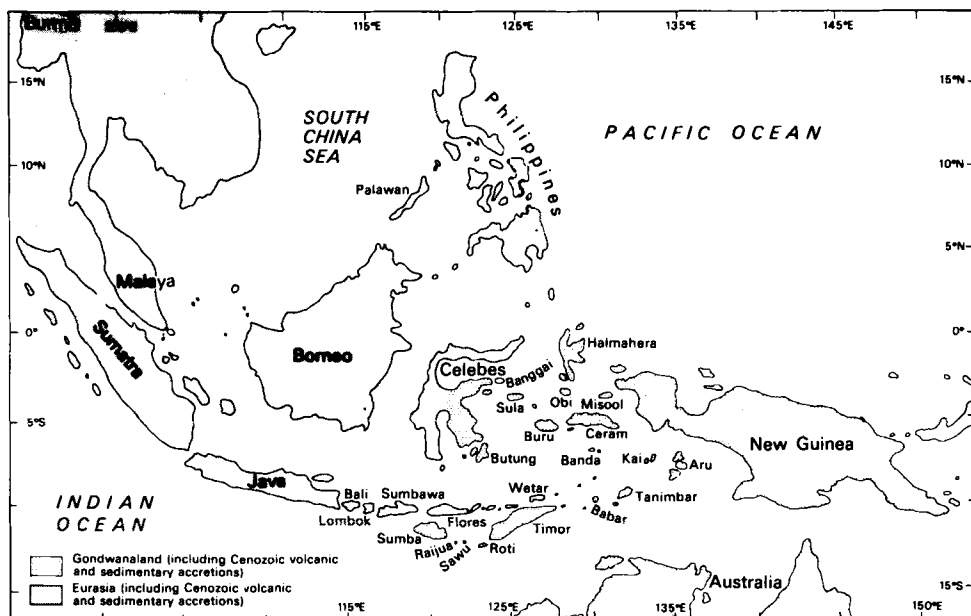 Burma
115°E 125°E 135°E 145°E
15°N 15°N
SOUTH
CHINA
SEA
Philippines
PACIFIC OCEAN
10°N 10°N
Palawan
5°N 5°N
Malaya
Sumatra
0° 0°
Borneo
Halmahera
Celebes
Banggai
Sula
Obi
Misool
5°S
Buru
Ceram
New Guinea
Butung
Banda
Kai
Aru
Java
INDIAN
OCEAN
Bali
Sumbawa
Wetar
Tanimbar
Lombok
Flores
Babar
Sumba
Timor
Raijua
Sawu
Roti
Gondwanaland (including Cenozoic volcanic
and sedimentary accretions)
Australia
Eurasia (including Cenozoic volcanic
and sedimentary accretions)
15°S
115°E 125°E 135°E 150°S